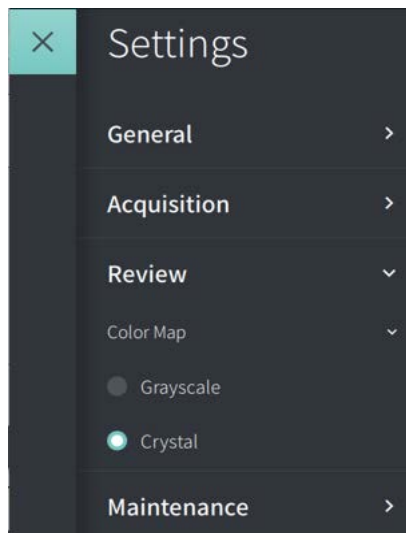 Settings
General
Acquisition
Review
Color Map
Grayscale
Crystal
Maintenance